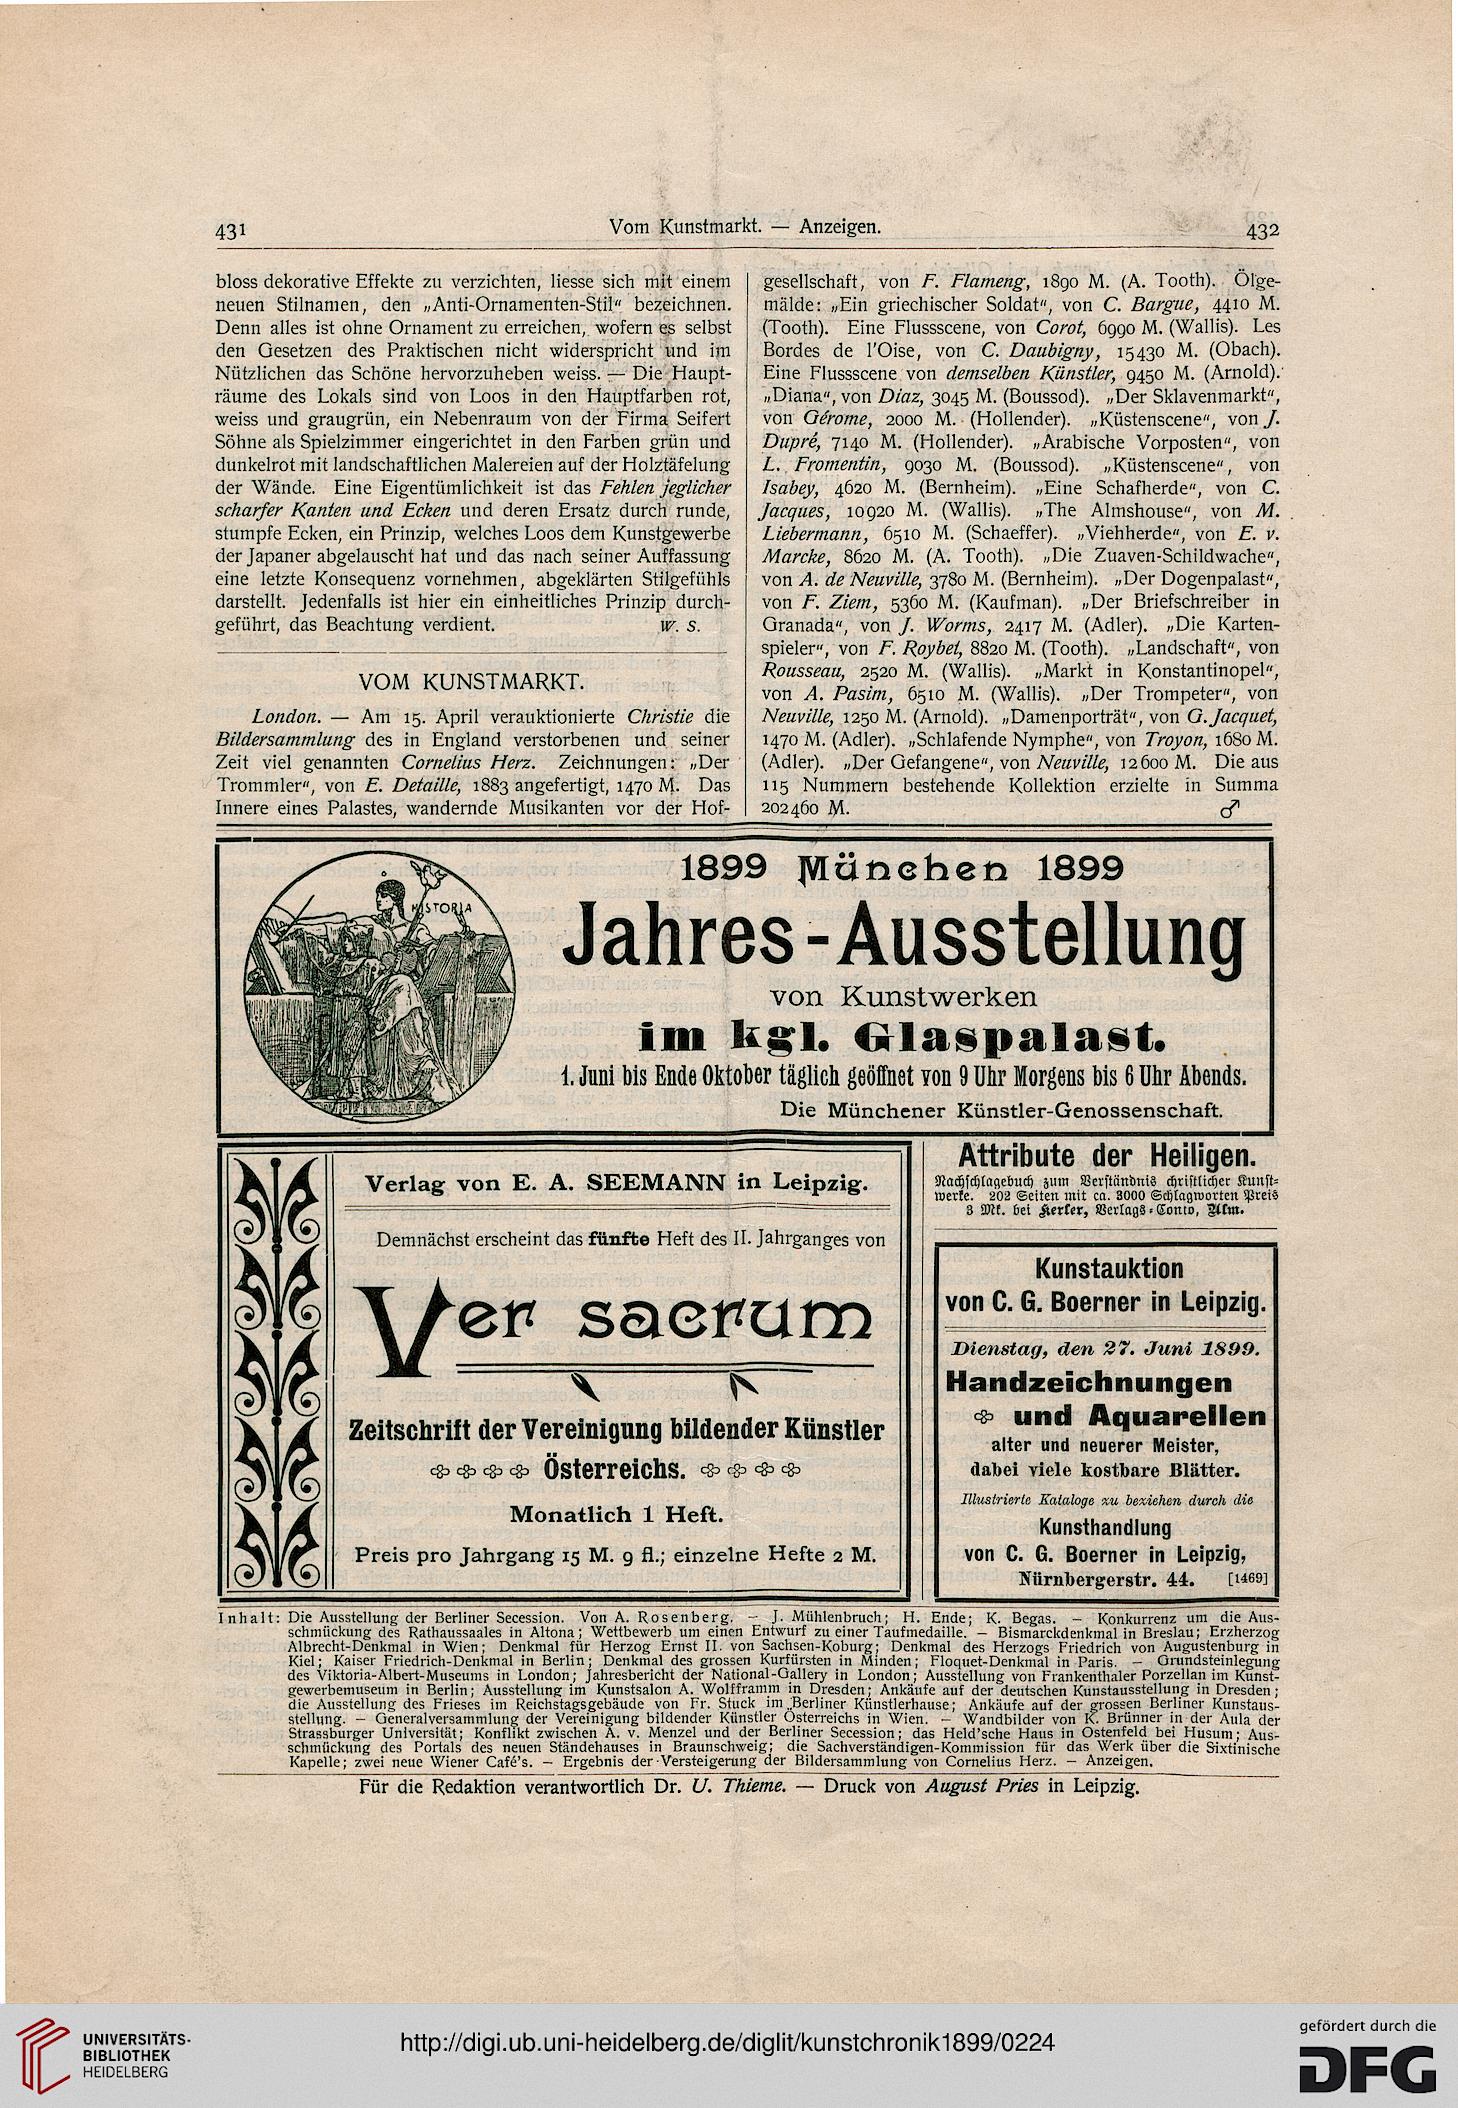 431
Vom Kunstmarkt. — Anzeigen.
432
bloss dekorative Effekte zu verzichten, liesse sich mit einem
neuen Stilnamen, den „Anti-Ornamenten-Stil" bezeichnen.
Denn alles ist ohne Ornament zu erreichen, wofern es selbst
den Gesetzen des Praktischen nicht widerspricht und im
Nützlichen das Schöne hervorzuheben weiss. — Die Haupt-
räume des Lokals sind von Loos in den Hauptfarben rot,
weiss und graugrün, ein Nebenraum von der Firma Seifert
Söhne als Spielzimmer eingerichtet in den Farben grün und
dunkelrot mit landschaftlichen Malereien auf der Holztäfelung
der Wände. Eine Eigentümlichkeit ist das Fehlen jeglicher
scharfer Kanten und Ecken und deren Ersatz durch runde,
stumpfe Ecken, ein Prinzip, welches Loos dem Kunstgewerbe
der Japaner abgelauscht hat und das nach seiner Auffassung
eine letzte Konsequenz vornehmen, abgeklärten Stilgefühls
darstellt. Jedenfalls ist hier ein einheitliches Prinzip durch-
geführt, das Beachtung verdient. W. S.
VOM KUNSTMARKT.
London. — Am 15. April verauktionierte Christie die
Bildersammlung des in England verstorbenen und seiner
Zeit viel genannten Cornelius Herz. Zeichnungen: „Der
Trommler", von E. Detaille, 1883 angefertigt, 1470 M. Das
Innere eines Palastes, wandernde Musikanten vor der Hof-
gesellschaft, von F. Flameng, 1890 M. (A. Tooth). Ölge-
mälde: „Ein griechischer Soldat", von C. Bargue, 4410 M.
(Tooth). Eine Flussscene, von Corot, 6990 M. (Wallis). Les
Bordes de l'Oise, von C. Daubigny, 15430 M. (Obach).
Eine Flussscene von demselben Künstler, 9450 M. (Arnold).
„Diana", von Diaz, 3045 M. (Boussod). „Der Sklavenmarkt",
von Gérome, 2000 M. (Hollender). „Küstenscene", von J.
Dupré, 7140 M. (Hollender). „Arabische Vorposten", von
L. Fromentin, 9030 M. (Boussod). „Küstenscene", von
Isabey, 4620 M. (Bernheim). „Eine Schafherde", von C.
Jacques, 10920 M. (Wallis). „The Almshouse", von M.
Liebermann, 6510 M. (Schaeffer). „Viehherde", von E. v.
Marcke, 8620 M. (A. Tooth). „Die Zuaven-Schildwache",
von A. de Neuville, 3780 M. (Bernheim). „Der Dogenpalast",
von F. Ziem, 5360 M. (Kaufman). „Der Briefschreiber in
Granada", von J. Worms, 2417 M. (Adler). „Die Karten-
spieler", von F. Roybet, 8820 M. (Tooth). „Landschaft", von
Rousseau, 2520 M. (Wallis). „Markt in Konstantinopel",
von A. Pasim, 6510 M. (Wallis). „Der Trompeter", von
Neuville, 1250 M. (Arnold). „Damenporträt", von G. Jacquet,
1470 M. (Adler). „Schlafende Nymphe", von Troyon, 1680 M.
(Adler). „Der Gefangene", von Neuville, 12600 M. Die aus
115 Nummern bestehende Kollektion erzielte in Summa
202460 M. ♂
HISTORIA
1899 München 1899
Jahres-Ausstellung
von Kunstwerken
im kgl. Glaspalast.
1. Juni bis Ende Oktober täglich geöffnet von 9 Uhr Morgens bis 6 Uhr Abends.
Die Münchener Künstler-Genossenschaft.
Verlag von E. A. SEEMANN in Leipzig.
Demnächst erscheint das fünfte Heft des II. Jahrganges von
Ver sacrum
Zeitschrift der Vereinigung bildender Künstler
Österreichs.
Monatlich 1 Heft.
Preis pro Jahrgang 15 M. 9 fl.; einzelne Hefte 2 M.
Attribute der Heiligen.
Nachschlagebuch zum Verständnis christlicher Kunst-
werke. 202 Seiten mit ca. 3000 Schlagworten Preis
3 Mk. bei Kerler, Verlags-Conto, Ulm.
Kunstauktion
von C. G. Boerner in Leipzig.
Dienstag, den 27. Juni 1899.
Handzeichnungen
und Aquarellen
alter und neuerer Meister,
dabei viele kostbare Blätter.
Illustrierte Kataloge zu beziehen durch die
Kunsthandlung
von C. G. Boerner in Leipzig,
Nürnbergerstr. 44. [1469]
Inhalt: Die Ausstellung der Berliner Secession. Von A. Rosenberg. — J. Mühlenbruch; H. Ende; K. Begas. — Konkurrenz um die Aus-
schmückung des Rathaussaales in Altona; Wettbewerb um einen Entwurf zu einer Taufmedaille. — Bismarckdenkmal in Breslau; Erzherzog
Albrecht-Denkmal in Wien; Denkmal für Herzog Ernst II. von Sachsen-Koburg; Denkmal des Herzogs Friedrich von Augustenburg in
Kiel; Kaiser Friedrich-Denkmal in Berlin; Denkmal des grossen Kurfürsten in Minden; Floquet-Denkmal in Paris. — Grundsteinlegung
des Viktoria-Albert-Museums in London; Jahresbericht der National-Gallery in London; Ausstellung von Frankenthaler Porzellan im Kunst-
gewerbemuseum in Berlin; Ausstellung im Kunstsalon A. Wolfframm in Dresden; Ankäufe auf der deutschen Kunstausstellung in Dresden;
die Ausstellung des Frieses im Reichstagsgebäude von Fr. Stuck im Berliner Künstlerhause; Ankäufe auf der grossen Berliner Kunstaus-
stellung. — Generalversammlung der Vereinigung bildender Künstler Österreichs in Wien. — Wandbilder von K. Brünner in der Aula der
Strassburger Universität; Konflikt zwischen A. v. Menzel und der Berliner Secession; das Held'sche Haus in Ostenfeld bei Husum; Aus-
schmückung des Portals des neuen Ständehauses in Braunschweig; die Sachverständigen-Kommission für das Werk über die Sixtinische
Kapelle; zwei neue Wiener Café's. — Ergebnis der Versteigerung der Bildersammlung von Cornelius Herz. — Anzeigen.
Für die Redaktion verantwortlich Dr. U. Thieme. — Druck von August Pries in Leipzig.
UNIVERSITÄTS-
BIBLIOTHEK
HEIDELBERG
http://digi.ub.uni-heidelberg.de/diglit/kunstchronik1899/0224
gefördert durch die
DFG